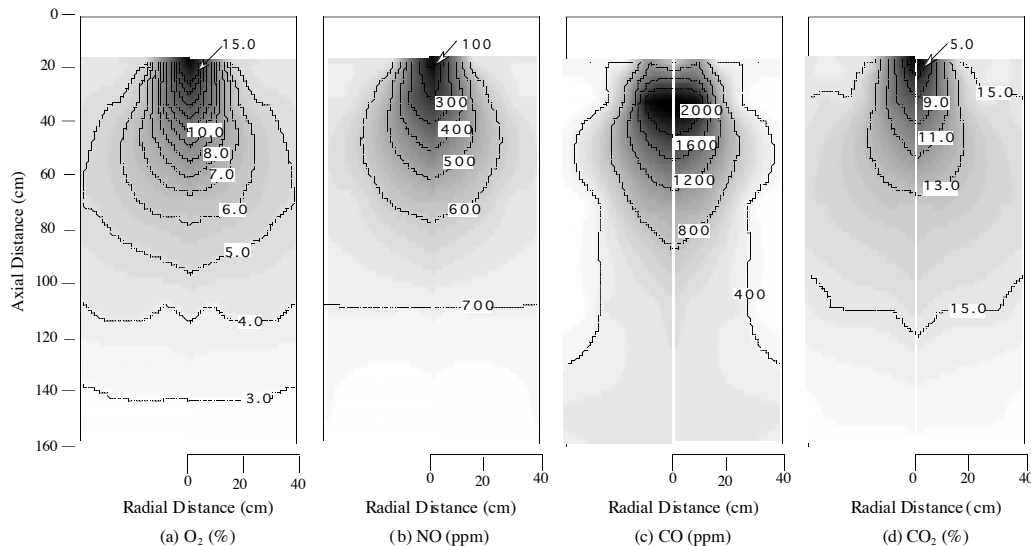 0
20
40
60
80
100
120
140
160
Axial Distance (cm)
15.0
10.0
8.0
7.0
6.0
5.0
4.0
3.0
0 20 40
Radial Distance (cm)
(a) O₂ (%)
100
300
400
500
600
700
0 20 40
Radial Distance (cm)
(b) NO (ppm)
2000
1600
1200
800
400
0 20 40
Radial Distance (cm)
(c) CO (ppm)
5.0
15.0
9.0
11.0
13.0
15.0
0 20 40
Radial Distance (cm)
(d) CO₂ (%)